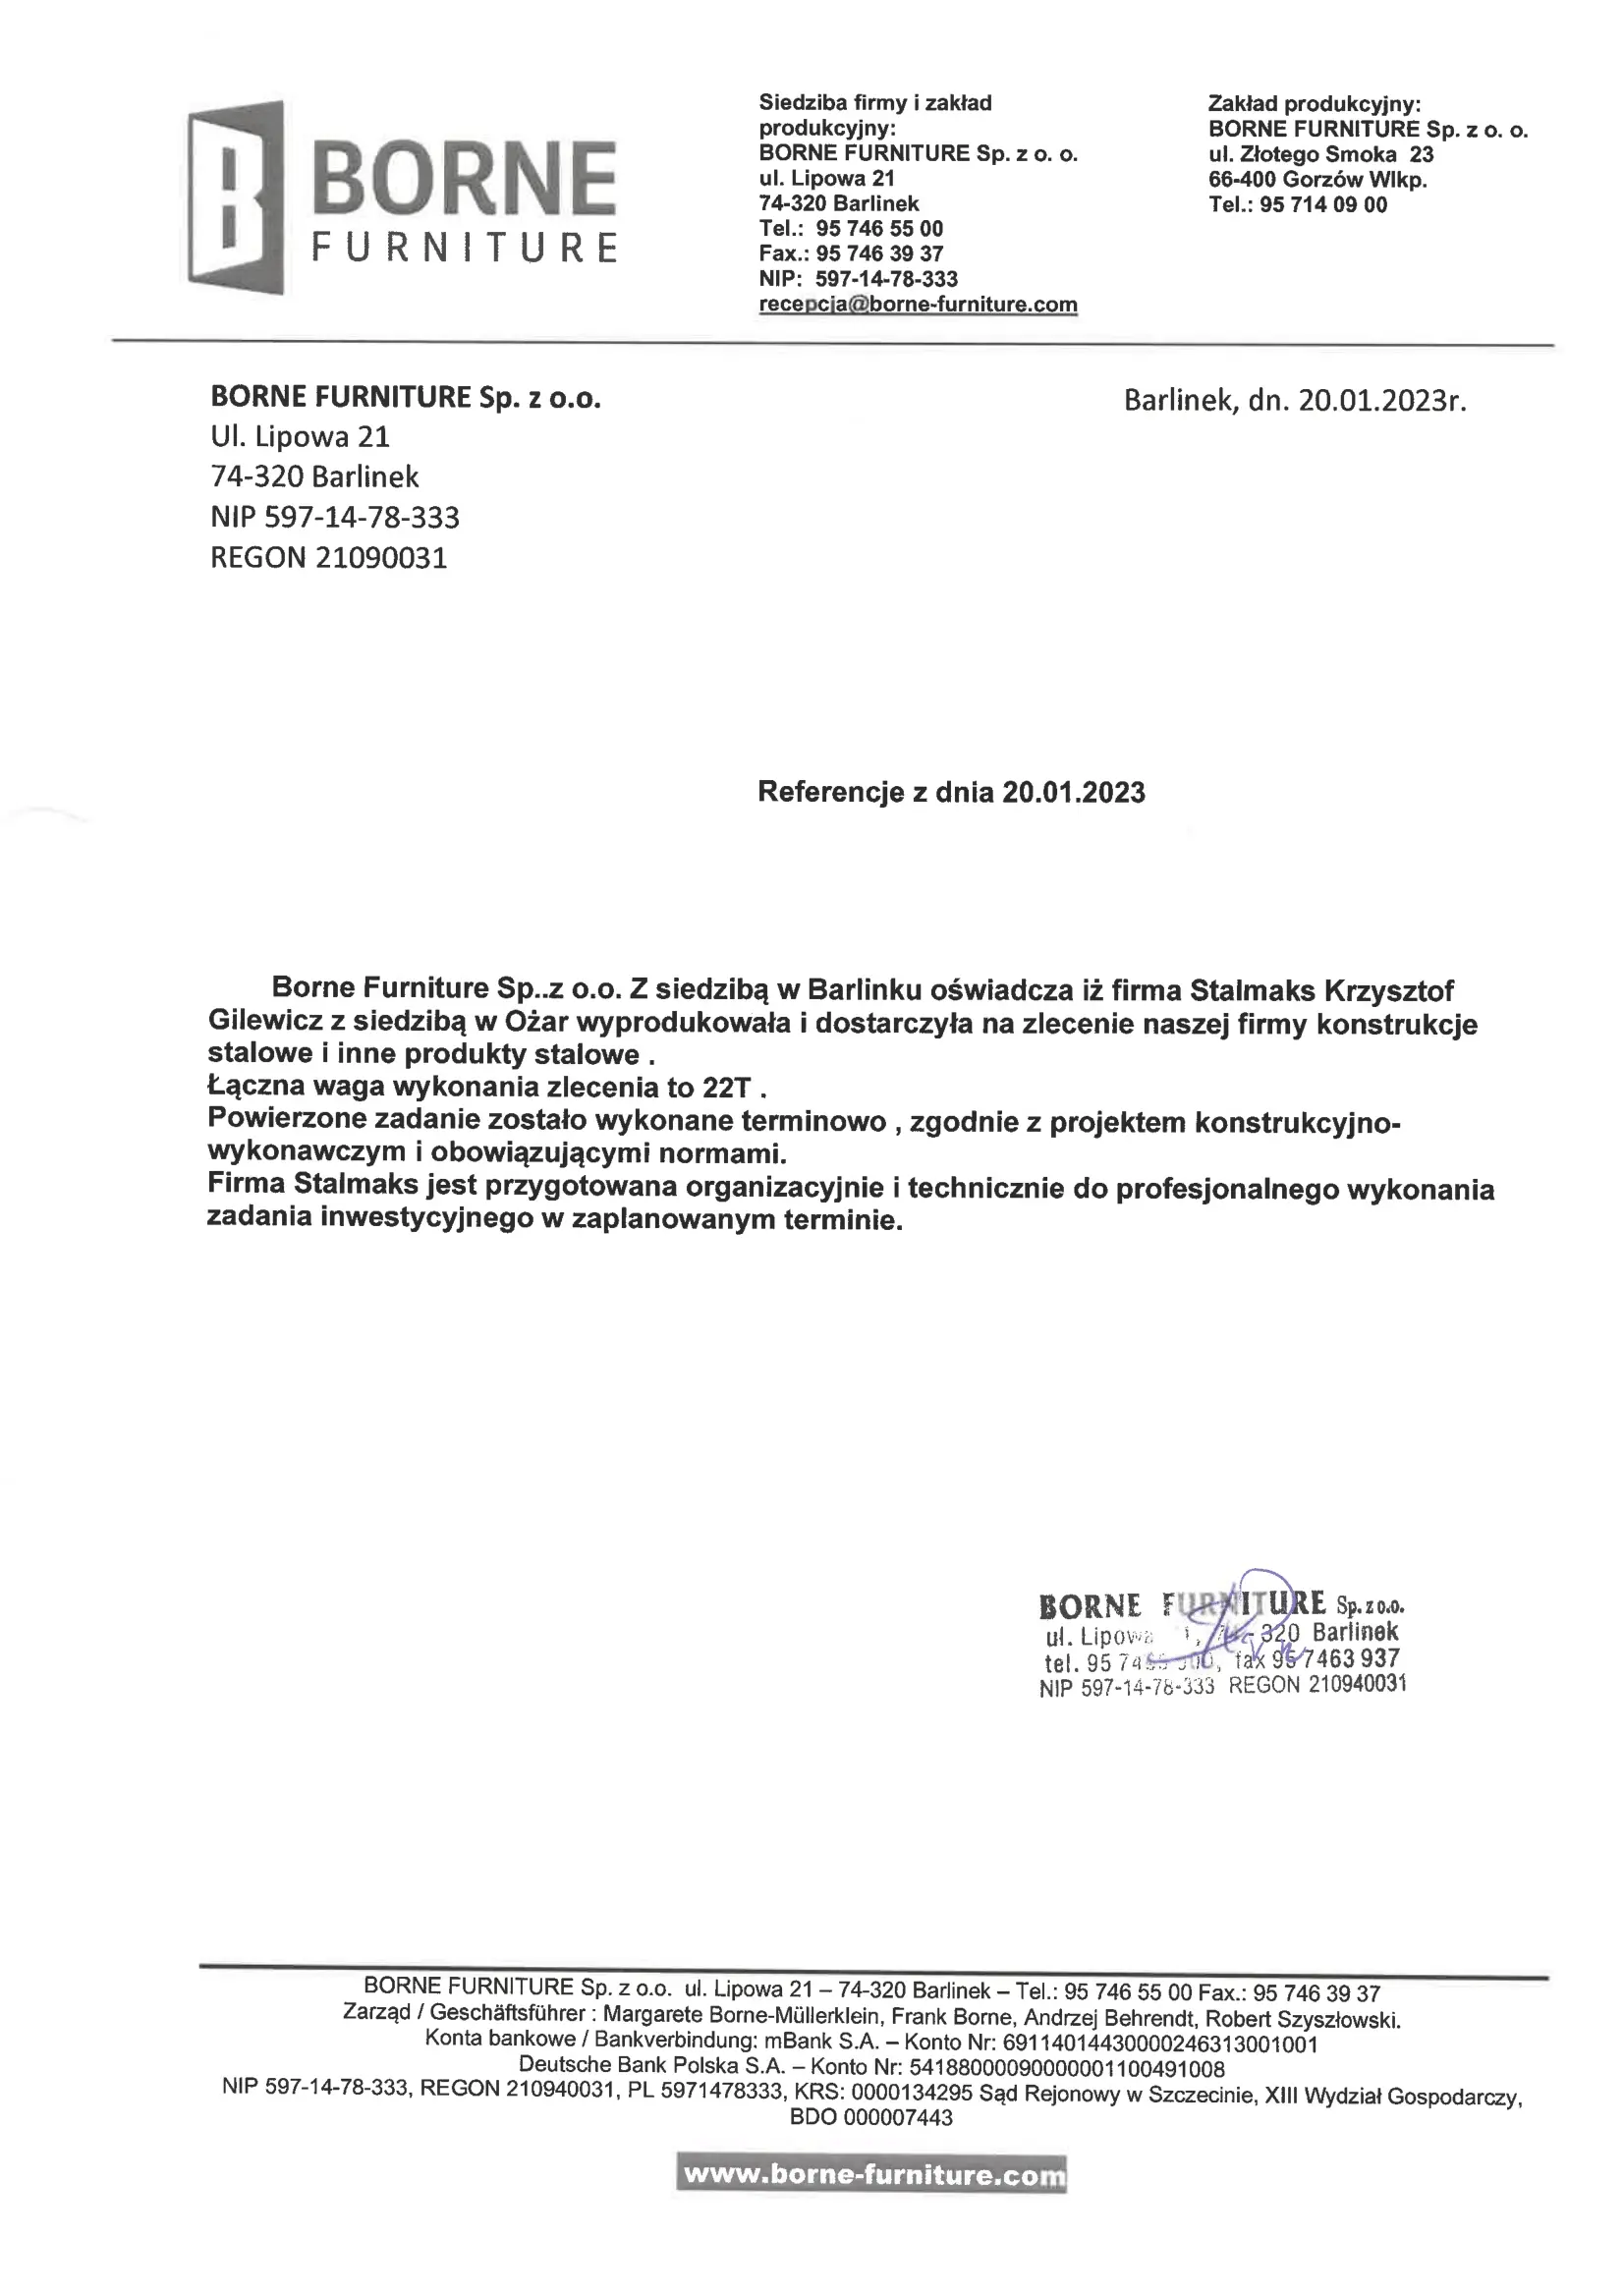 BORNE
FURNITURE
Siedziba firmy i zakład
produkcyjny:
BORNE FURNITURE Sp. z o. o.
ul. Lipowa 21
74-320 Barlinek
Tel.: 95 746 55 00
Fax.: 95 746 39 37
NIP: 597-14-78-333
recepcja@borne-furniture.com
Zakład produkcyjny:
BORNE FURNITURE Sp. z o. o.
ul. Złotego Smoka 23
66-400 Gorzów Wlkp.
Tel.: 95 714 09 00
BORNE FURNITURE Sp. z o.o.
Ul. Lipowa 21
74-320 Barlinek
NIP 597-14-78-333
REGON 21090031
Barlinek, dn. 20.01.2023r.
Referencje z dnia 20.01.2023
Borne Furniture Sp..z o.o. Z siedzibą w Barlinku oświadcza iż firma Stalmaks Krzysztof
Gilewicz z siedzibą w Ożar wyprodukowała i dostarczyła na zlecenie naszej firmy konstrukcje
stalowe i inne produkty stalowe .
Łączna waga wykonania zlecenia to 22T .
Powierzone zadanie zostało wykonane terminowo , zgodnie z projektem konstrukcyjno-
wykonawczym i obowiązującymi normami.
Firma Stalmaks jest przygotowana organizacyjnie i technicznie do profesjonalnego wykonania
zadania inwestycyjnego w zaplanowanym terminie.
BORNE FURNITURE Sp. z o.o.
ul. Lipowa 320 Barlinek
tel. 95 fax 95 7463 937
NIP 597-14-78-333 REGON 210940031
BORNE FURNITURE Sp. z o.o. ul. Lipowa 21 – 74-320 Barlinek – Tel.: 95 746 55 00 Fax.: 95 746 39 37
Zarząd / Geschäftsführer : Margarete Borne-Müllerklein, Frank Borne, Andrzej Behrendt, Robert Szyszłowski.
Konta bankowe / Bankverbindung: mBank S.A. – Konto Nr: 69114014430000246313001001
Deutsche Bank Polska S.A. – Konto Nr: 54188000090000001100491008
NIP 597-14-78-333, REGON 210940031, PL 5971478333, KRS: 0000134295 Sąd Rejonowy w Szczecinie, XIII Wydział Gospodarczy,
BDO 000007443
www.borne-furniture.com